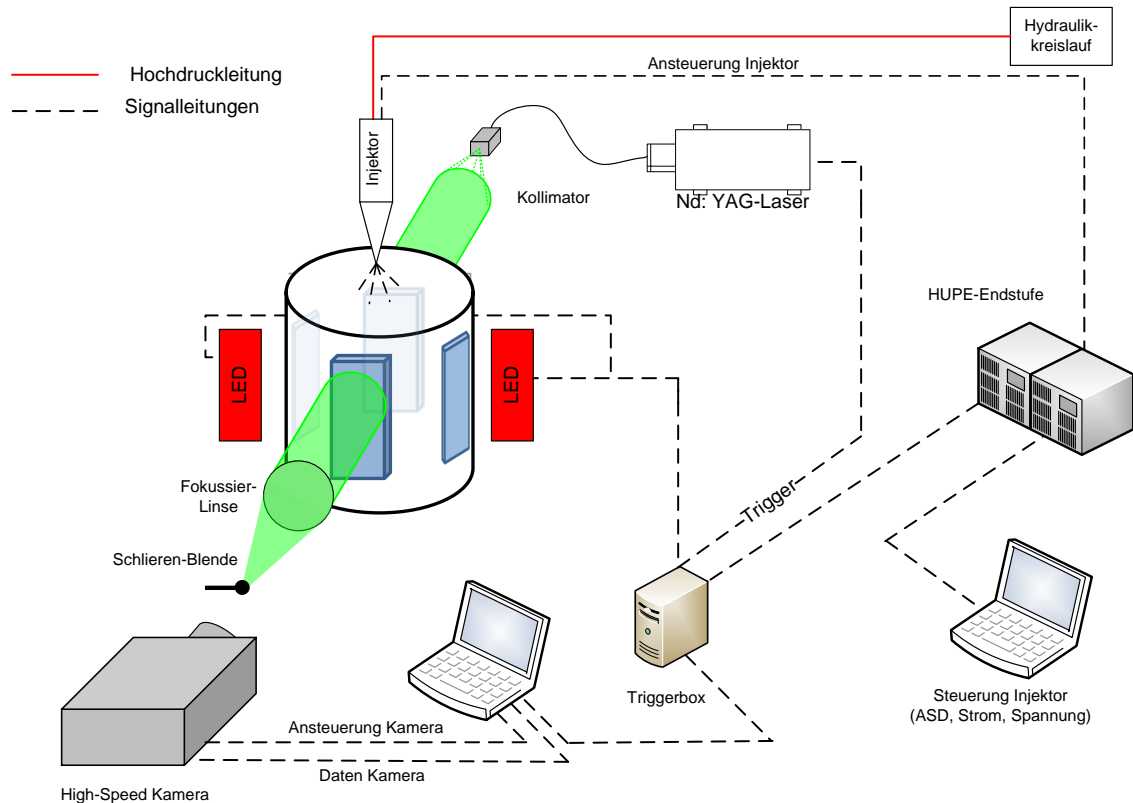 Hydraulik-
kreislauf
Hochdruckleitung
Ansteuerung Injektor
Signalleitungen
Injektor
Kollimator
Nd: YAG-Laser
HUPE-Endstufe
LED
LED
Fokussier-
Linse
Trigger
Schlieren-Blende
Triggerbox
Steuerung Injektor
(ASD, Strom, Spannung)
Ansteuerung Kamera
Daten Kamera
High-Speed Kamera